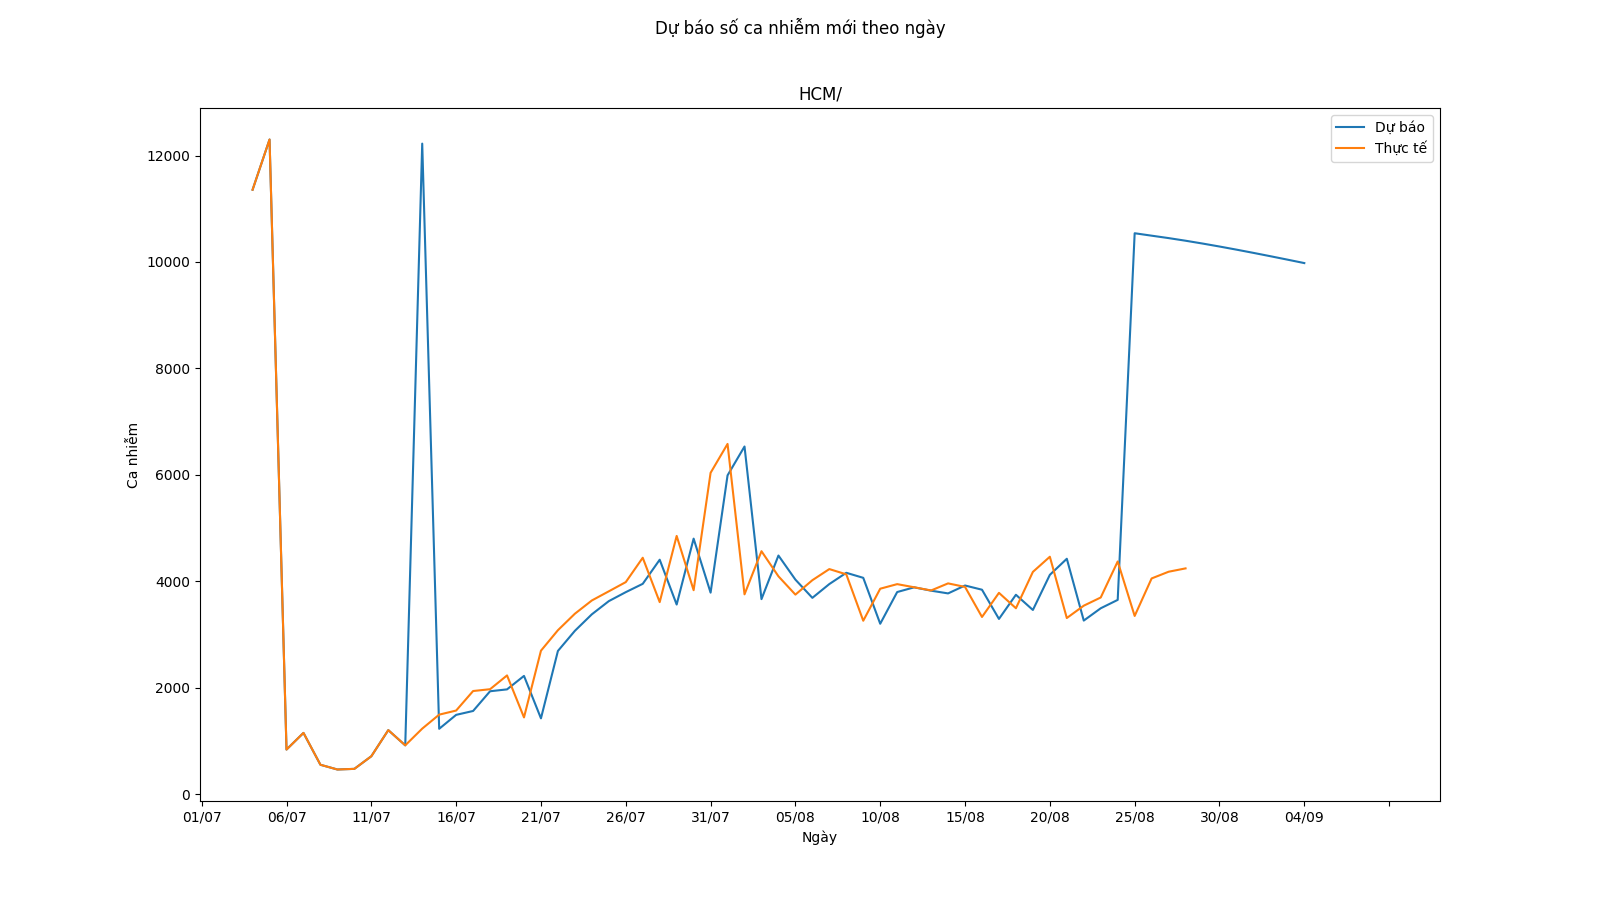 Dự báo số ca nhiễm mới theo ngày
HCM/
Dự báo
Thực tế
12000
10000
8000
6000
4000
2000
0
Ca nhiễm
01/07 06/07 11/07 16/07 21/07 26/07 31/07 05/08 10/08 15/08 20/08 25/08 30/08 04/09
Ngày